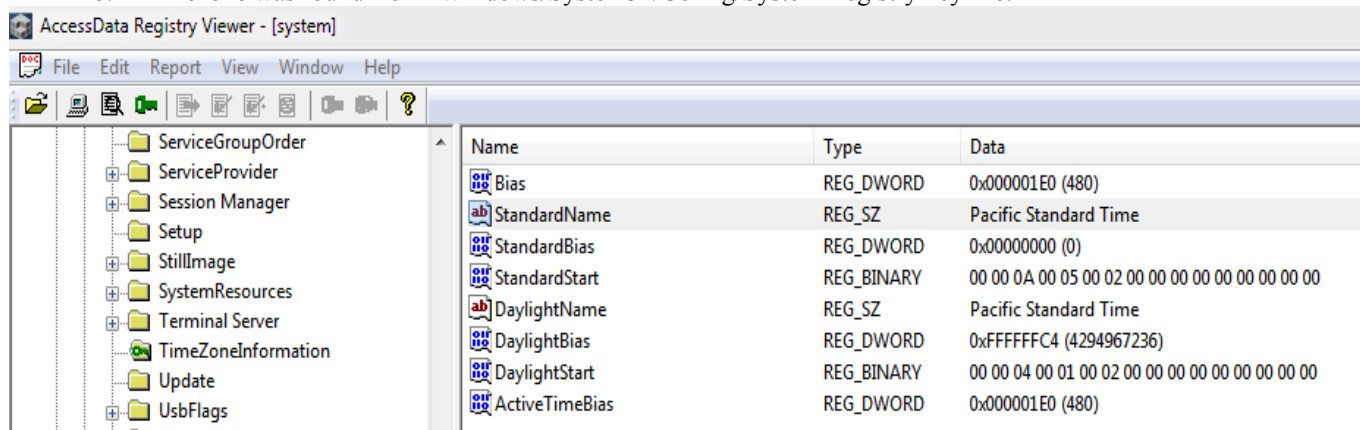 AccessData Registry Viewer - [system]
File Edit Report View Window Help
ServiceGroupOrder
ServiceProvider
Session Manager
Setup
StillImage
SystemResources
Terminal Server
TimeZoneInformation
Update
UsbFlags
Name Type Data
Bias REG_DWORD 0x000001E0 (480)
StandardName REG_SZ Pacific Standard Time
StandardBias REG_DWORD 0x00000000 (0)
StandardStart REG_BINARY 00 00 0A 00 05 00 02 00 00 00 00 00 00 00 00 00
DaylightName REG_SZ Pacific Standard Time
DaylightBias REG_DWORD 0xFFFFFFC4 (4294967236)
DaylightStart REG_BINARY 00 00 04 00 01 00 02 00 00 00 00 00 00 00 00 00
ActiveTimeBias REG_DWORD 0x000001E0 (480)